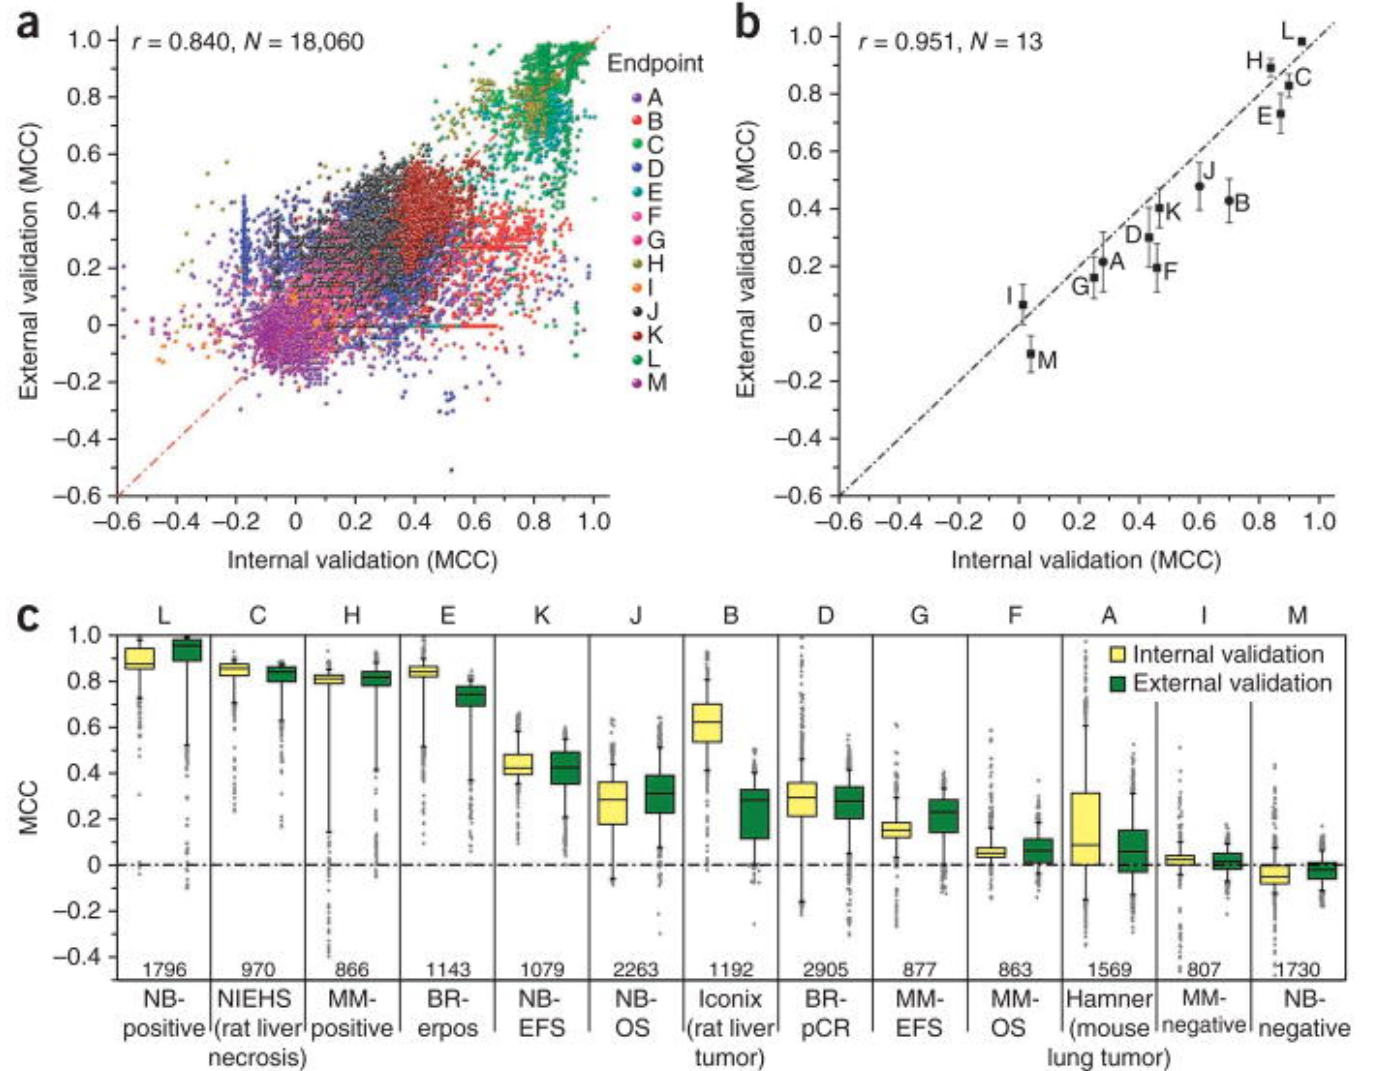 a
r = 0.840, N = 18,060
Endpoint
A
B
C
D
E
F
G
H
I
J
K
L
M
External validation (MCC)
1.0
0.8
0.6
0.4
0.2
0
–0.2
–0.4
–0.6
–0.6 –0.4 –0.2 0 0.2 0.4 0.6 0.8 1.0
Internal validation (MCC)
b
r = 0.951, N = 13
External validation (MCC)
1.0
0.8
0.6
0.4
0.2
0
–0.2
–0.4
–0.6
L
H
C
E
J
B
K
D
F
A
G
I
M
–0.6 –0.4 –0.2 0 0.2 0.4 0.6 0.8 1.0
Internal validation (MCC)
c
L C H E K J B D G F A I M
MCC
1.0
0.8
0.6
0.4
0.2
0
–0.2
–0.4
Internal validation
External validation
1796 970 866 1143 1079 2263 1192 2905 877 863 1569 807 1730
NB- NIEHS MM- BR- NB- NB- Iconix BR- MM- MM- Hamner MM- NB-
positive (rat liver positive erpos EFS OS (rat liver pCR EFS OS (mouse negative negative
necrosis) tumor) lung tumor)